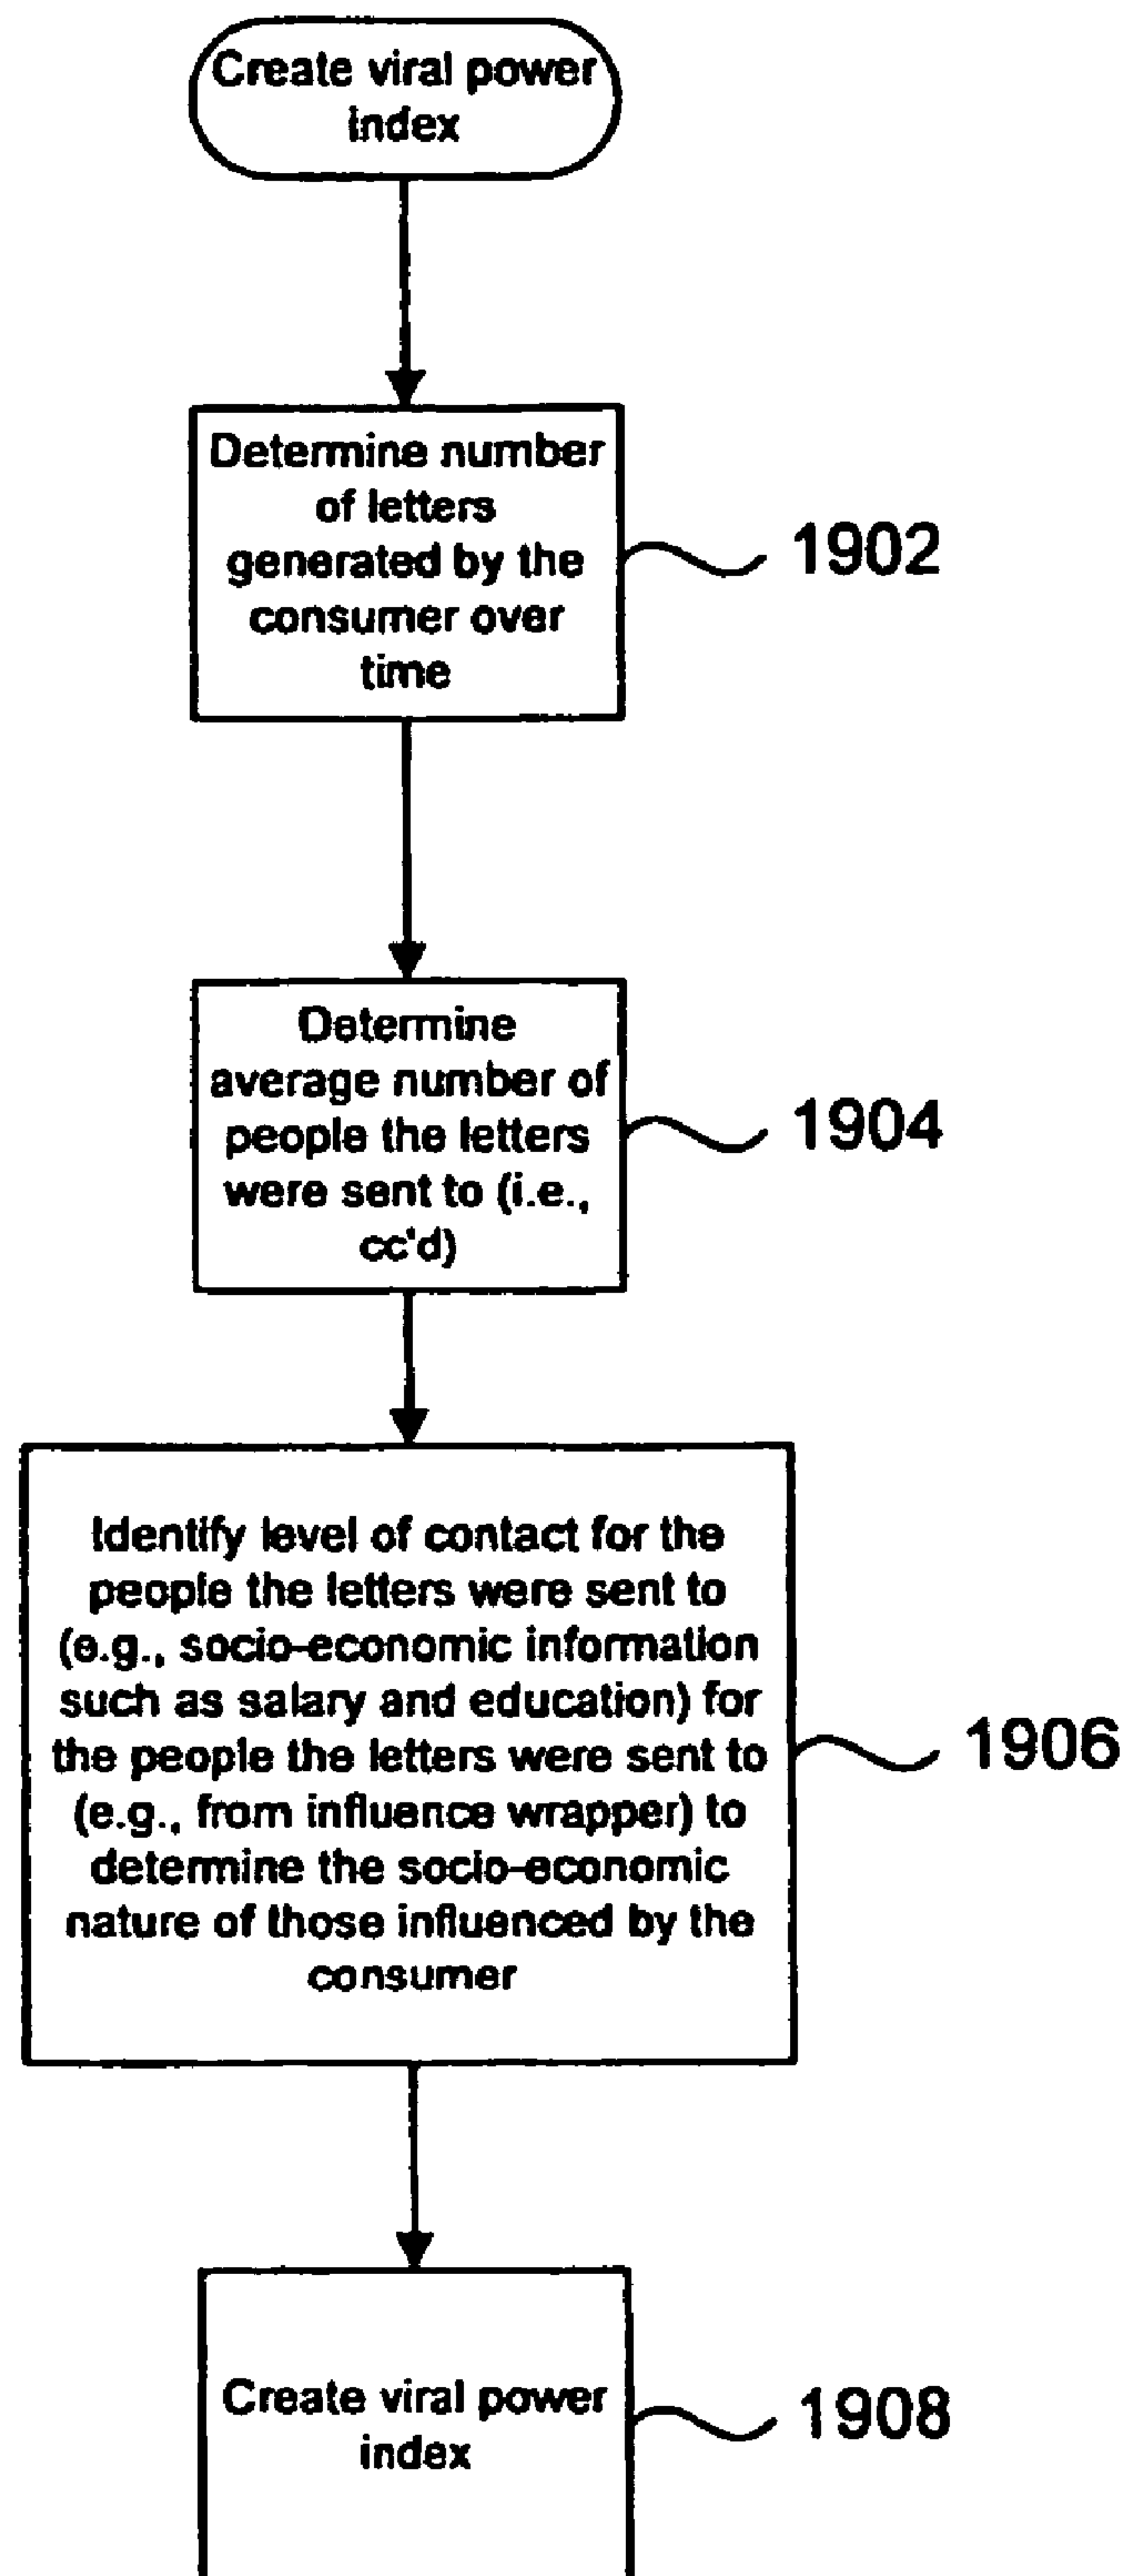 Create viral power
index
Determine number
of letters
generated by the
consumer over
time
1902
Determine
average number of
people the letters
were sent to (i.e.,
cc'd)
1904
Identify level of contact for the
people the letters were sent to
(e.g., socio-economic information
such as salary and education) for
the people the letters were sent to
(e.g., from influence wrapper) to
determine the socio-economic
nature of those influenced by the
consumer
1906
Create viral power
index
1908